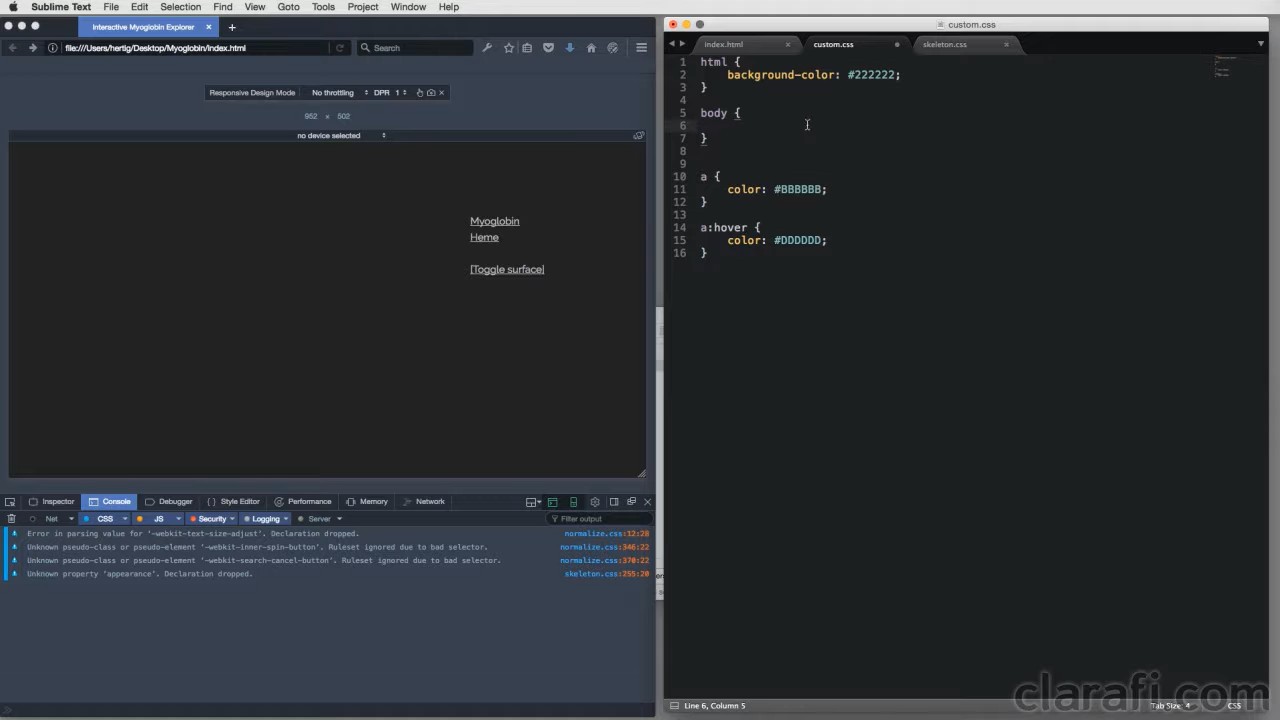 Sublime Text File Edit Selection Find View Goto Tools Project Window Help
Interactive Myoglobin Explorer × +
file:///Users/hertig/Desktop/Myoglobin/index.html Search
Responsive Design Mode No throttling DPR 1
952 × 502
no device selected
Myoglobin
Heme
[Toggle surface]
Inspector Console Debugger {} Style Editor Performance Memory Network
Net CSS JS Security Logging Server Filter output
Error in parsing value for '-webkit-text-size-adjust'. Declaration dropped. normalize.css:12:28
Unknown pseudo-class or pseudo-element '-webkit-inner-spin-button'. Ruleset ignored due to bad selector. normalize.css:346:22
Unknown pseudo-class or pseudo-element '-webkit-search-cancel-button'. Ruleset ignored due to bad selector. normalize.css:370:22
Unknown property 'appearance'. Declaration dropped. skeleton.css:255:20
custom.css
index.html × custom.css skeleton.css ×
1 html {
2 background-color: #222222;
3 }
4
5 body {
6
7 }
8
9
10 a {
11 color: #BBBBBB;
12 }
13
14 a:hover {
15 color: #DDDDDD;
16 }
Line 6, Column 5 Tab Size: 4 CSS
clarafi.com